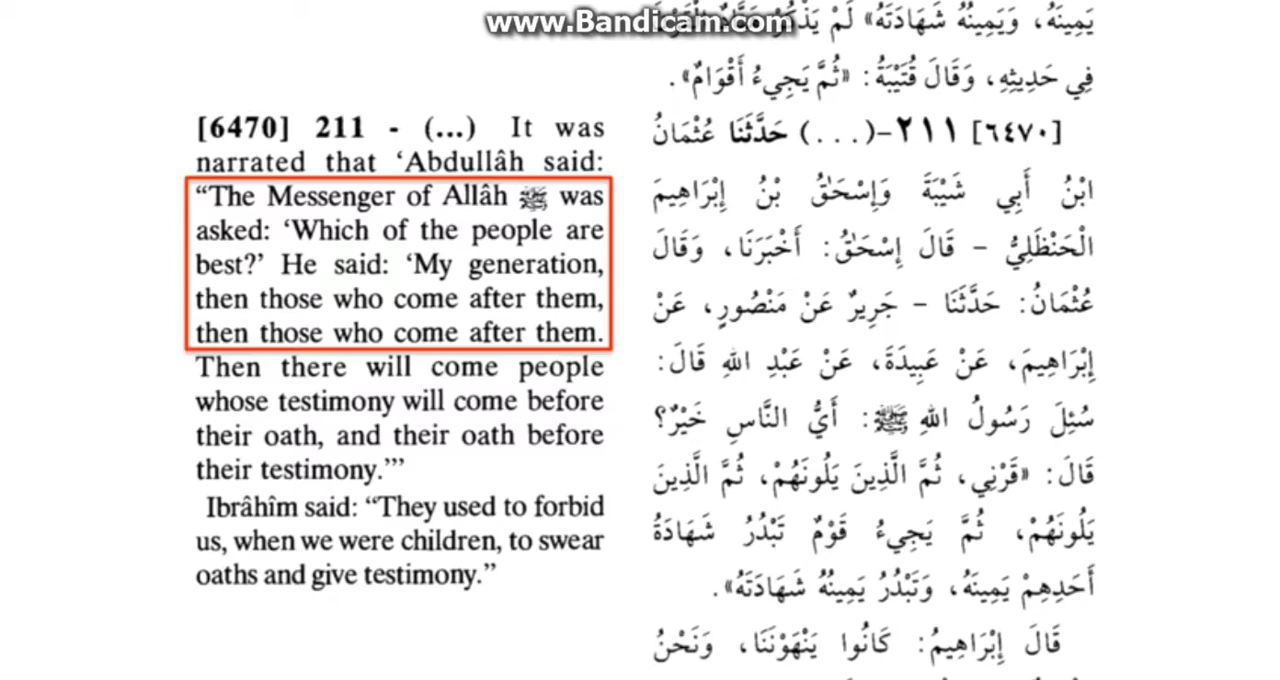 www.Bandicam.com
[6470] 211 - (...) It was
narrated that ‘Abdullâh said:
“The Messenger of Allâh ﷺ was
asked: ‘Which of the people are
best?’ He said: ‘My generation,
then those who come after them,
then those who come after them.
Then there will come people
whose testimony will come before
their oath, and their oath before
their testimony.’”
Ibrâhîm said: “They used to forbid
us, when we were children, to swear
oaths and give testimony.”
يَمِينَهُ، وَيَمِينُهُ شَهَادَتَهُ» لَمْ يَذْكُرْ
فِي حَدِيثِهِ، وَقَالَ قُتَيْبَةُ: «ثُمَّ يَجِيءُ أَقْوَامٌ».
[٦٤٧٠] ٢١١-(...) حَدَّثَنَا عُثْمَانُ
ابْنُ أَبِي شَيْبَةَ وَإِسْحَٰقُ بْنُ إِبْرَاهِيمَ
الْحَنْظَلِيُّ - قَالَ إِسْحَٰقُ: أَخْبَرَنَا، وَقَالَ
عُثْمَانُ: حَدَّثَنَا - جَرِيرٌ عَنْ مَنْصُورٍ، عَنْ
إِبْرَاهِيمَ، عَنْ عَبِيدَةَ، عَنْ عَبْدِ اللهِ قَالَ:
سُئِلَ رَسُولُ اللهِ ﷺ: أَيُّ النَّاسِ خَيْرٌ؟
قَالَ: «قَرْنِي، ثُمَّ الَّذِينَ يَلُونَهُمْ، ثُمَّ الَّذِينَ
يَلُونَهُمْ، ثُمَّ يَجِيءُ قَوْمٌ تَبْدُرُ شَهَادَةُ
أَحَدِهِمْ يَمِينَهُ، وَتَبْدُرُ يَمِينُهُ شَهَادَتَهُ».
قَالَ إِبْرَاهِيمُ: كَانُوا يَنْهَوْنَنَا، وَنَحْنُ